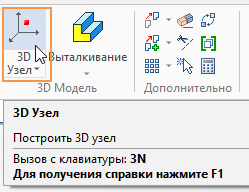 3D
Узел
Выталкивание
3D Модель
Дополнительно
3D Узел
Построить 3D узел
Вызов с клавиатуры: 3N
Для получения справки нажмите F1